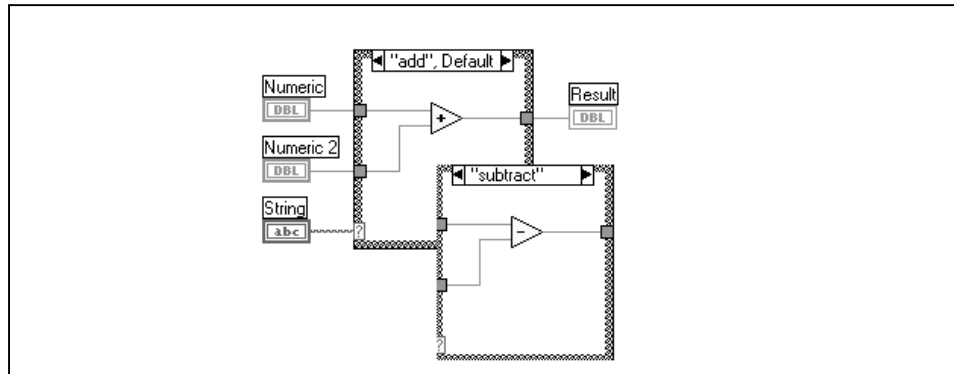 "add", Default
Numeric
DBL
+
Result
DBL
Numeric 2
DBL
"subtract"
String
abc
?
-
?